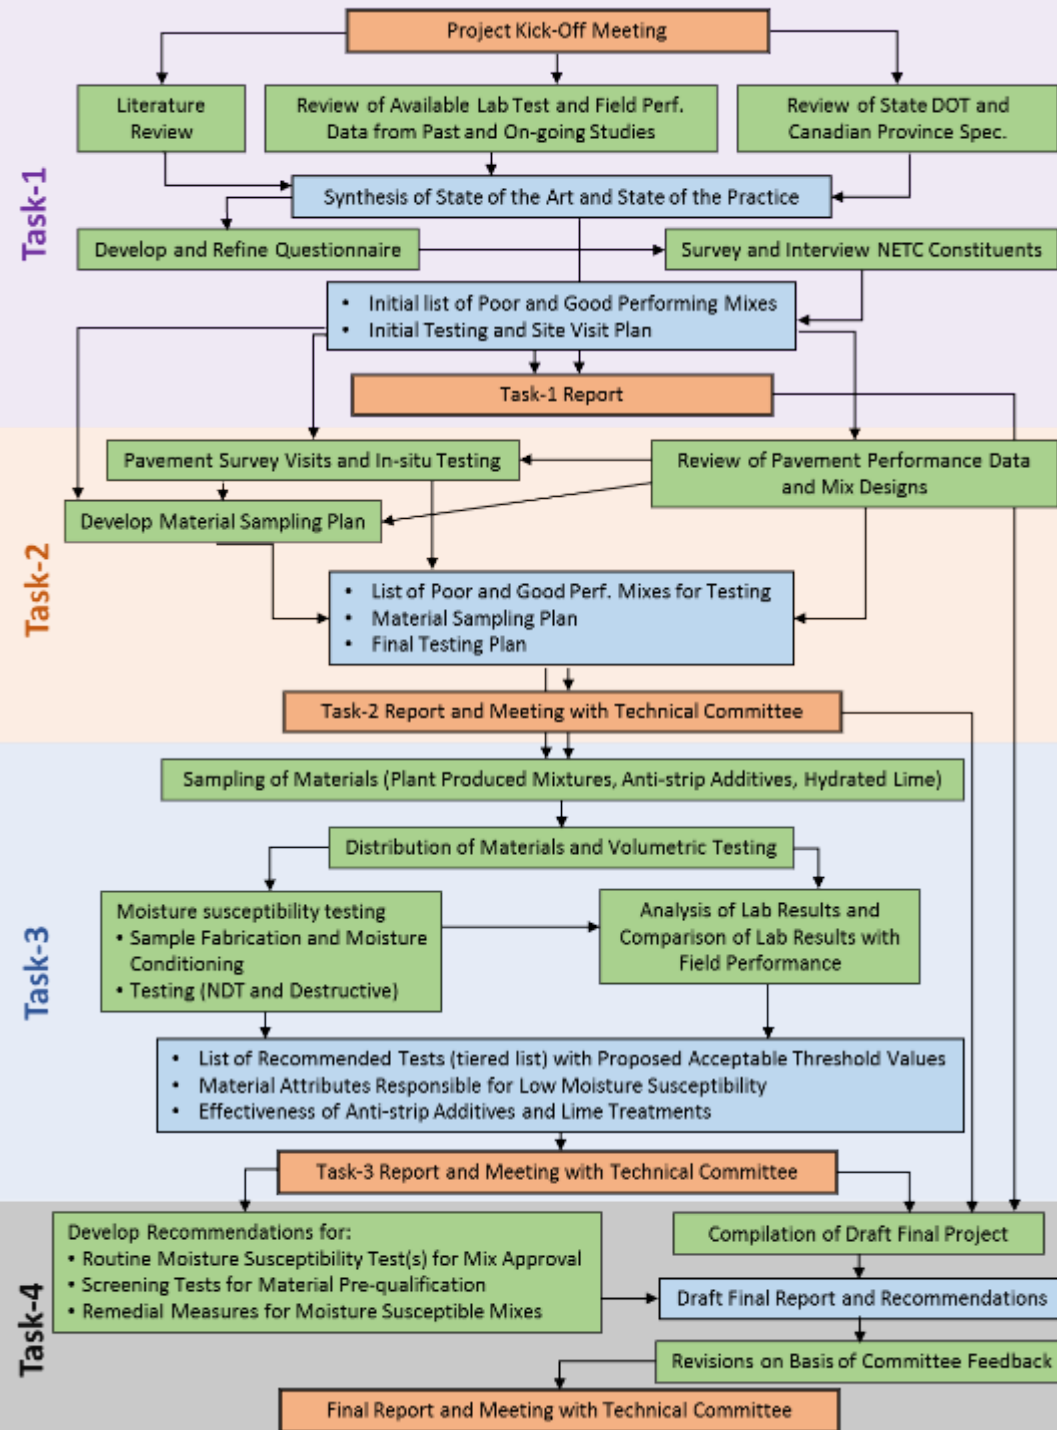 Project Kick-Off Meeting
Literature
Review
Review of Available Lab Test and Field Perf.
Data from Past and On-going Studies
Review of State DOT and
Canadian Province Spec.
Task-1
Synthesis of State of the Art and State of the Practice
Develop and Refine Questionnaire
Survey and Interview NETC Constituents
• Initial list of Poor and Good Performing Mixes
• Initial Testing and Site Visit Plan
Task-1 Report
Task-2
Pavement Survey Visits and In-situ Testing
Review of Pavement Performance Data
and Mix Designs
Develop Material Sampling Plan
• List of Poor and Good Perf. Mixes for Testing
• Material Sampling Plan
• Final Testing Plan
Task-2 Report and Meeting with Technical Committee
Task-3
Sampling of Materials (Plant Produced Mixtures, Anti-strip Additives, Hydrated Lime)
Distribution of Materials and Volumetric Testing
Moisture susceptibility testing
• Sample Fabrication and Moisture
Conditioning
• Testing (NDT and Destructive)
Analysis of Lab Results and
Comparison of Lab Results with
Field Performance
• List of Recommended Tests (tiered list) with Proposed Acceptable Threshold Values
• Material Attributes Responsible for Low Moisture Susceptibility
• Effectiveness of Anti-strip Additives and Lime Treatments
Task-3 Report and Meeting with Technical Committee
Task-4
Develop Recommendations for:
• Routine Moisture Susceptibility Test(s) for Mix Approval
• Screening Tests for Material Pre-qualification
• Remedial Measures for Moisture Susceptible Mixes
Compilation of Draft Final Project
Draft Final Report and Recommendations
Revisions on Basis of Committee Feedback
Final Report and Meeting with Technical Committee